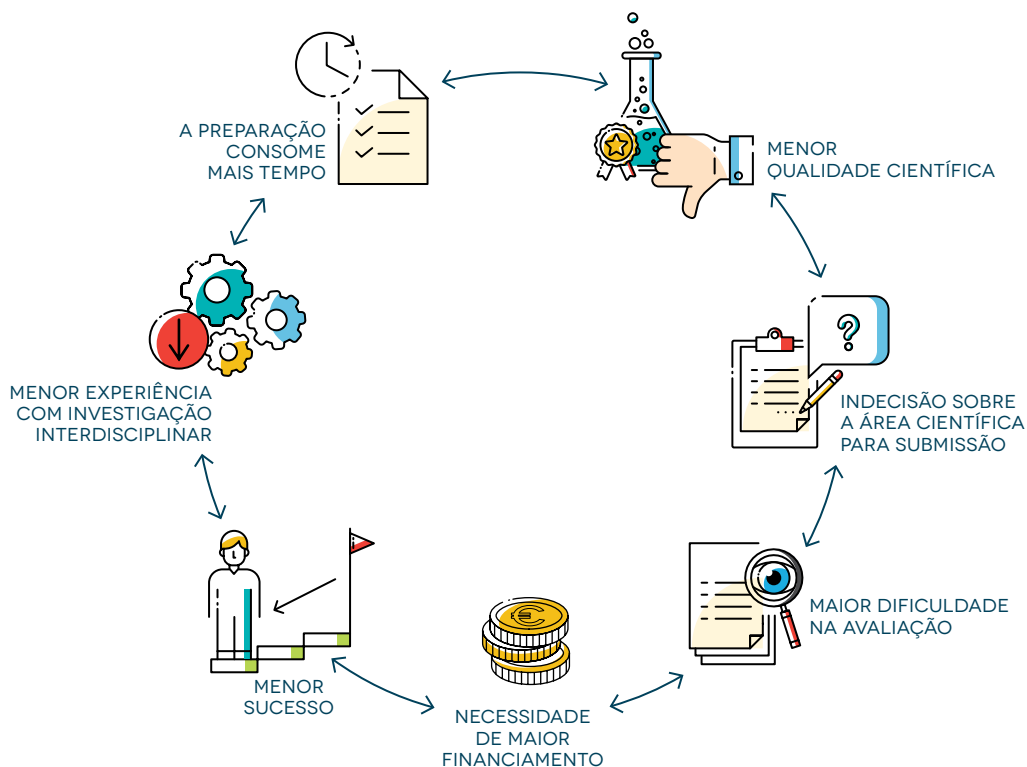 A PREPARAÇÃO
CONSOME
MAIS TEMPO
MENOR
QUALIDADE CIENTÍFICA
INDECISÃO SOBRE
A ÁREA CIENTÍFICA
PARA SUBMISSÃO
MAIOR DIFICULDADE
NA AVALIAÇÃO
NECESSIDADE
DE MAIOR
FINANCIAMENTO
MENOR
SUCESSO
MENOR EXPERIÊNCIA
COM INVESTIGAÇÃO
INTERDISCIPLINAR